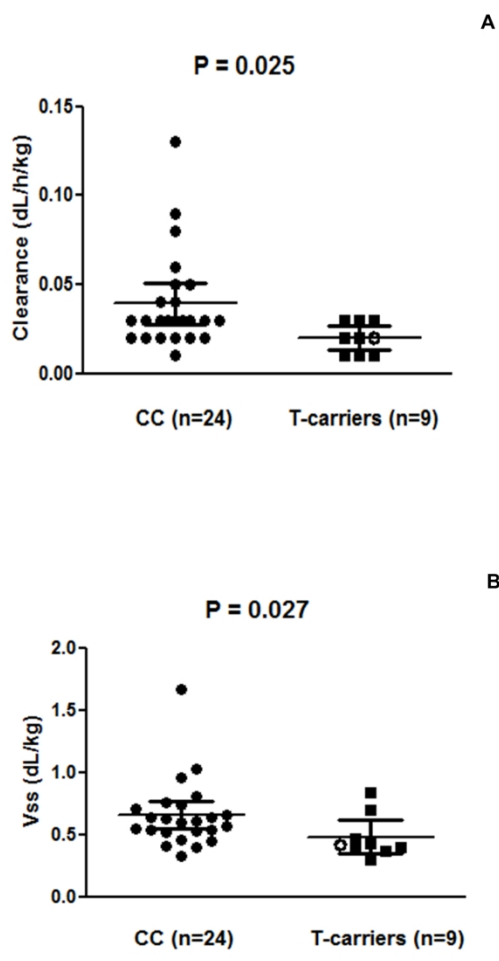 A
P = 0.025
Clearance (dL/h/kg)
0.15
0.10
0.05
0.00
CC (n=24) T-carriers (n=9)
B
P = 0.027
Vss (dL/kg)
2.0
1.5
1.0
0.5
0.0
CC (n=24) T-carriers (n=9)